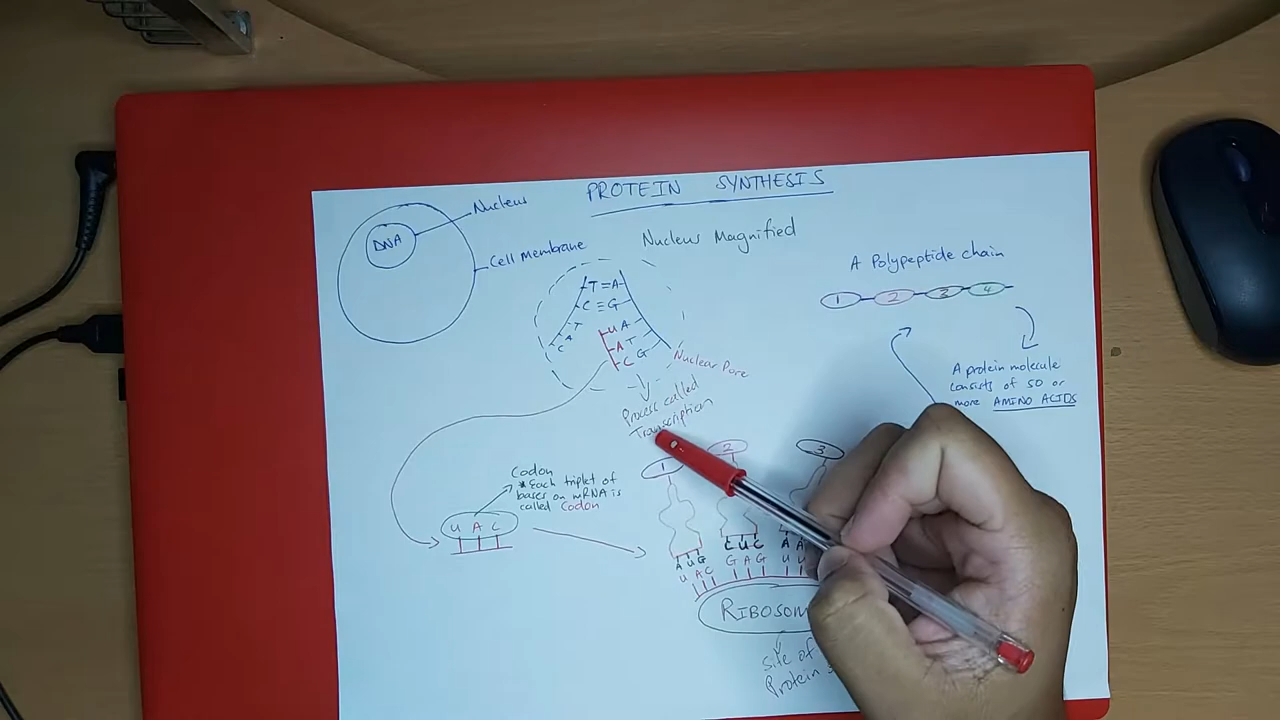 PROTEIN SYNTHESIS
Nucleus
DNA
Cell Membrane
Nucleus Magnified
T=A
C≡G
T
A
C
U A
A T
C G
Nuclear Pore
Process called
Transcription
A Polypeptide chain
1 2 3 4
A protein molecule
consists of 50 or
more AMINO ACIDS
Codon
*Each triplet of
bases on mRNA is
called Codon
U A C
1 2 3
A U G C U C A A
U A C G A G U U
RIBOSOM
site of
Protein s